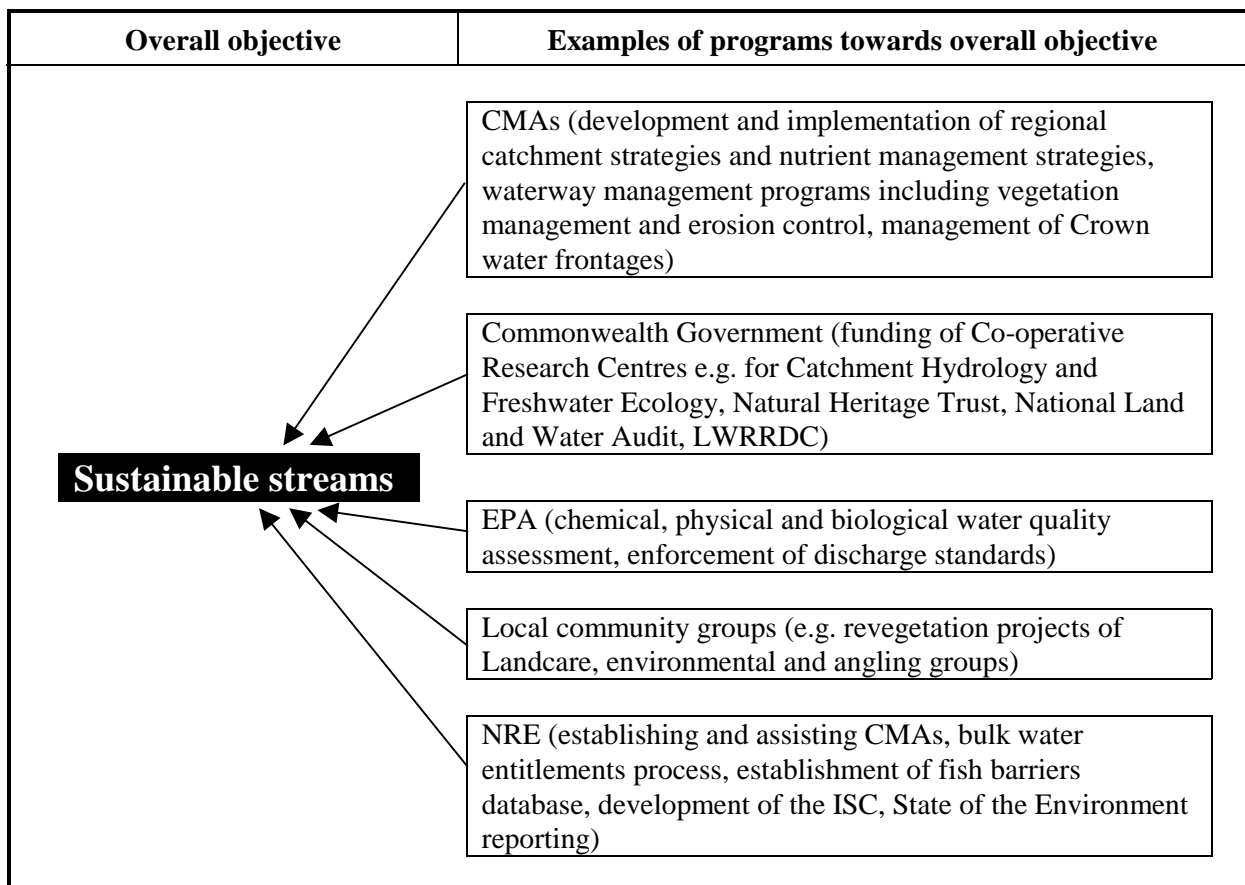 Overall objective
Examples of programs towards overall objective
CMAs (development and implementation of regional
catchment strategies and nutrient management strategies,
waterway management programs including vegetation
management and erosion control, management of Crown
water frontages)
Commonwealth Government (funding of Co-operative
Research Centres e.g. for Catchment Hydrology and
Freshwater Ecology, Natural Heritage Trust, National Land
and Water Audit, LWRRDC)
Sustainable streams
EPA (chemical, physical and biological water quality
assessment, enforcement of discharge standards)
Local community groups (e.g. revegetation projects of
Landcare, environmental and angling groups)
NRE (establishing and assisting CMAs, bulk water
entitlements process, establishment of fish barriers
database, development of the ISC, State of the Environment
reporting)